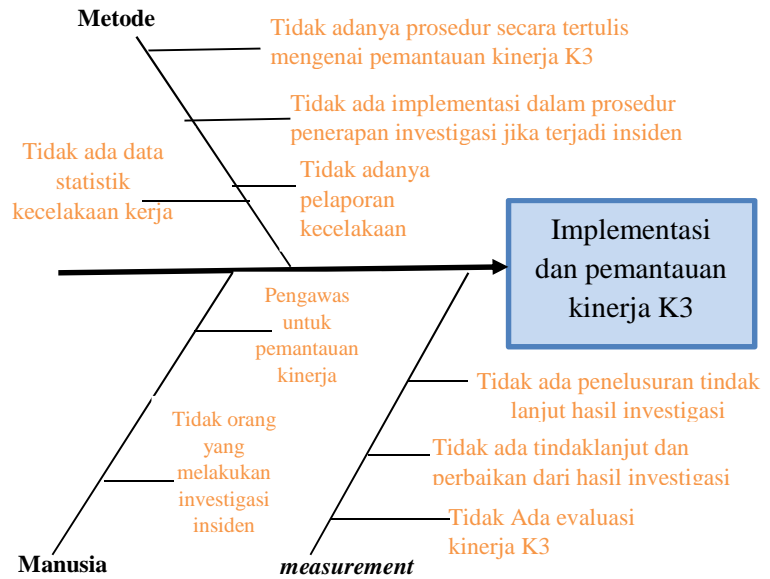 Metode
Tidak adanya prosedur secara tertulis
mengenai pemantauan kinerja K3
Tidak ada implementasi dalam prosedur
penerapan investigasi jika terjadi insiden
Tidak ada data
statistik
kecelakaan kerja
Tidak adanya
pelaporan
kecelakaan
Implementasi
dan pemantauan
kinerja K3
Pengawas
untuk
pemantauan
kinerja
Tidak orang
yang
melakukan
investigasi
insiden
Tidak ada penelusuran tindak
lanjut hasil investigasi
Tidak ada tindaklanjut dan
perbaikan dari hasil investigasi
Tidak Ada evaluasi
kinerja K3
Manusia
measurement